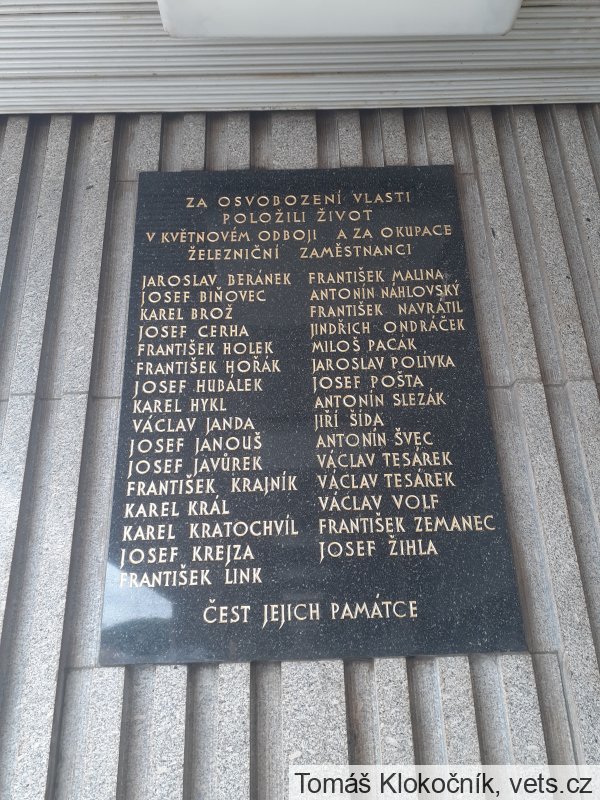 ZA OSVOBOZENÍ VLASTI
POLOŽILI ŽIVOT
V KVĚTNOVÉM ODBOJI A ZA OKUPACE
ŽELEZNIČNÍ ZAMĚSTNANCI
JAROSLAV BERÁNEK
JOSEF BIŇOVEC
KAREL BROŽ
JOSEF CERHA
FRANTIŠEK HOLEK
FRANTIŠEK HOŘÁK
JOSEF HUBÁLEK
KAREL HYKL
VÁCLAV JANDA
JOSEF JANOUŠ
JOSEF JAVŮREK
FRANTIŠEK KRAJNÍK
KAREL KRÁL
KAREL KRATOCHVÍL
JOSEF KREJZA
FRANTIŠEK LINK
FRANTIŠEK MALINA
ANTONÍN NÁHLOVSKÝ
FRANTIŠEK NAVRÁTIL
JINDŘICH ONDRÁČEK
MILOŠ PACÁK
JAROSLAV POLÍVKA
JOSEF POŠTA
ANTONÍN SLEZÁK
JIŘÍ ŠÍDA
ANTONÍN ŠVEC
VÁCLAV TESÁREK
VÁCLAV TESÁREK
VÁCLAV VOLF
FRANTIŠEK ZEMANEC
JOSEF ŽIHLA
ČEST JEJICH PAMÁTCE
Tomáš Klokočník, vets.cz